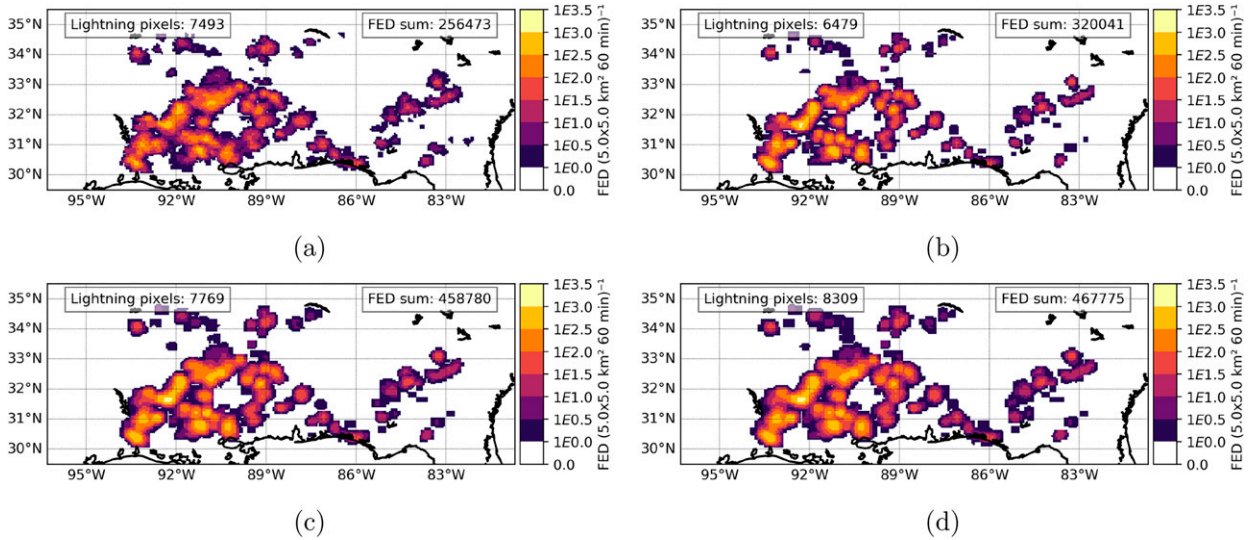 Lightning pixels: 7493
FED sum: 256473
35°N
34°N
33°N
32°N
31°N
30°N
95°W 92°W 89°W 86°W 83°W
1E3.5
1E3.0
1E2.5
1E2.0
1E1.5
1E1.0
1E0.5
1E0.0
0.0
FED (5.0x5.0 km² 60 min)⁻¹
(a)
Lightning pixels: 6479
FED sum: 320041
35°N
34°N
33°N
32°N
31°N
30°N
95°W 92°W 89°W 86°W 83°W
1E3.5
1E3.0
1E2.5
1E2.0
1E1.5
1E1.0
1E0.5
1E0.0
0.0
FED (5.0x5.0 km² 60 min)⁻¹
(b)
Lightning pixels: 7769
FED sum: 458780
35°N
34°N
33°N
32°N
31°N
30°N
95°W 92°W 89°W 86°W 83°W
1E3.5
1E3.0
1E2.5
1E2.0
1E1.5
1E1.0
1E0.5
1E0.0
0.0
FED (5.0x5.0 km² 60 min)⁻¹
(c)
Lightning pixels: 8309
FED sum: 467775
35°N
34°N
33°N
32°N
31°N
30°N
95°W 92°W 89°W 86°W 83°W
1E3.5
1E3.0
1E2.5
1E2.0
1E1.5
1E1.0
1E0.5
1E0.0
0.0
FED (5.0x5.0 km² 60 min)⁻¹
(d)